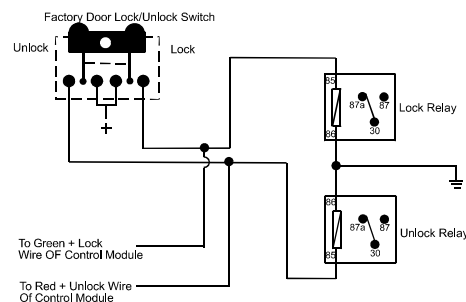 Factory Door Lock/Unlock Switch
Unlock
Lock
+
85
87a
87
30
86
Lock Relay
86
87a
87
30
85
Unlock Relay
To Green + Lock
Wire OF Control Module
To Red + Unlock Wire
Of Control Module